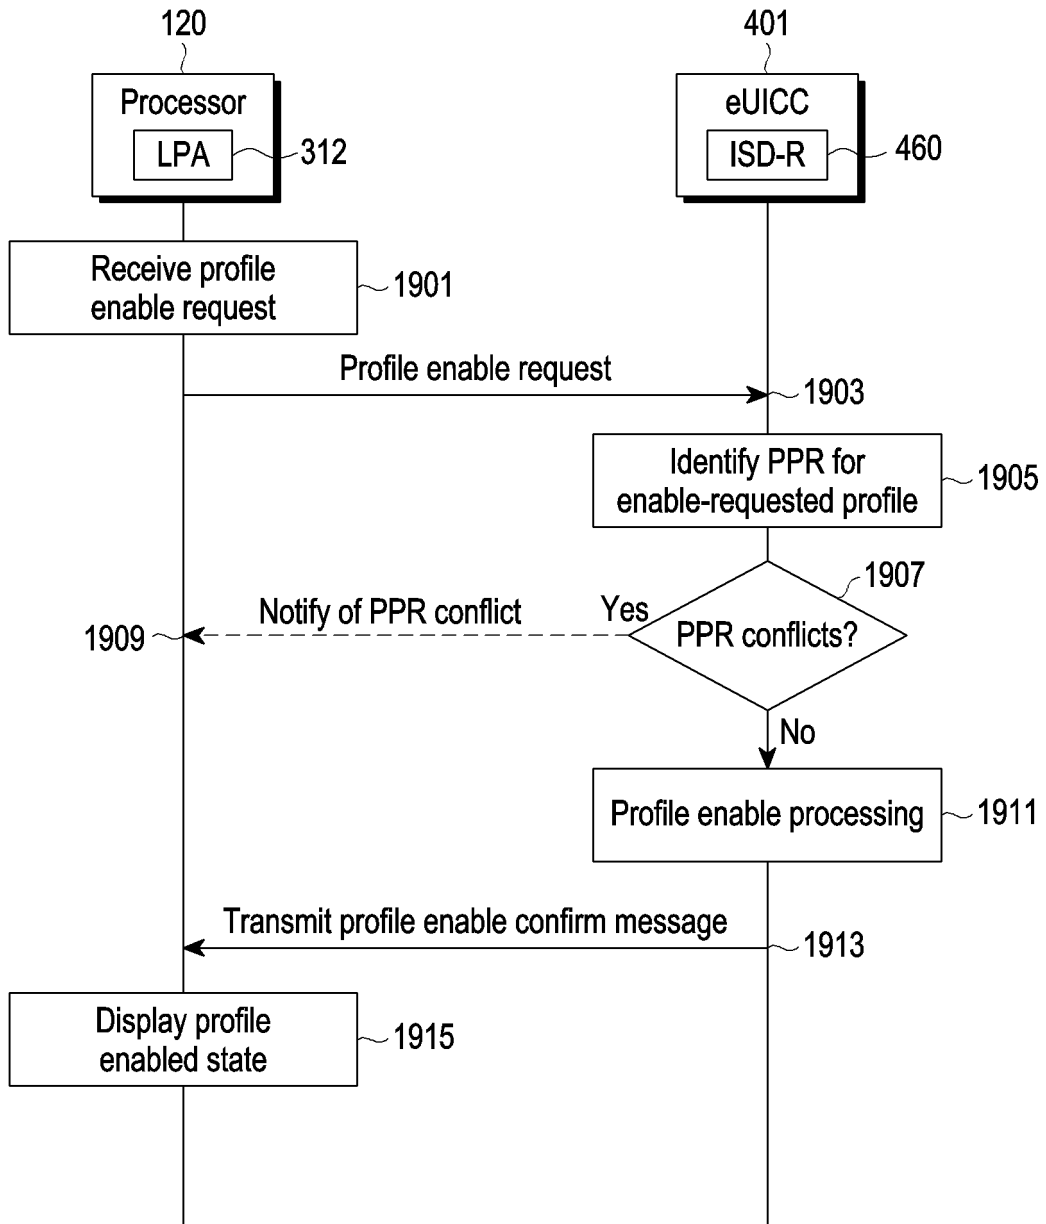 120
401
Processor
eUICC
LPA
312
ISD-R
460
Receive profile
enable request
1901
Profile enable request
1903
Identify PPR for
enable-requested profile
1905
1907
Notify of PPR conflict
Yes
1909
PPR conflicts?
No
Profile enable processing
1911
Transmit profile enable confirm message
1913
Display profile
enabled state
1915